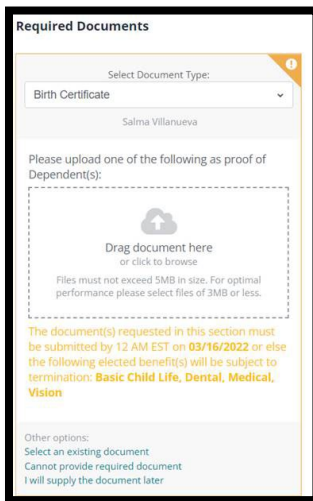 Required Documents
Select Document Type:
Birth Certificate
Salma Villanueva
Please upload one of the following as proof of
Dependent(s):
Drag document here
or click to browse
Files must not exceed 5MB in size. For optimal
performance please select files of 3MB or less.
The document(s) requested in this section must
be submitted by 12 AM EST on 03/16/2022 or else
the following elected benefit(s) will be subject to
termination: Basic Child Life, Dental, Medical,
Vision
Other options:
Select an existing document
Cannot provide required document
I will supply the document later